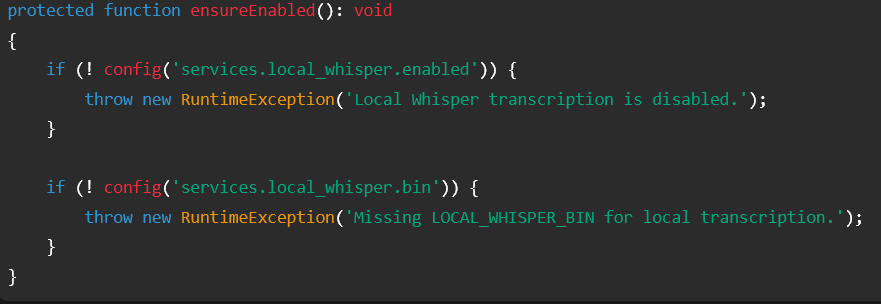 protected function ensureEnabled(): void
{
    if (! config('services.local_whisper.enabled')) {
        throw new RuntimeException('Local Whisper transcription is disabled.');
    }

    if (! config('services.local_whisper.bin')) {
        throw new RuntimeException('Missing LOCAL_WHISPER_BIN for local transcription.');
    }
}